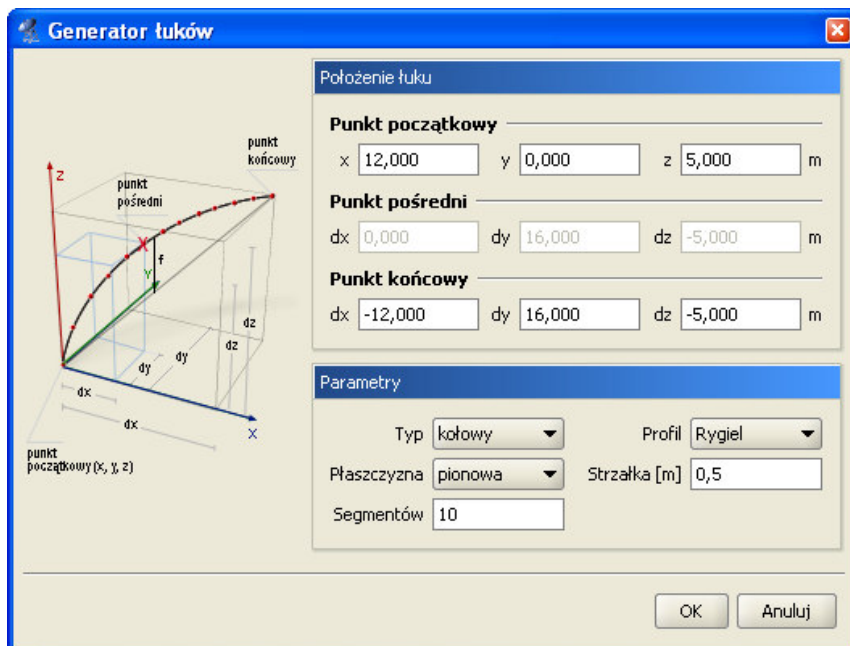 Generator łuków
Położenie łuku
Punkt początkowy
x 12,000 y 0,000 z 5,000 m
Punkt pośredni
dx 0,000 dy 16,000 dz -5,000 m
Punkt końcowy
dx -12,000 dy 16,000 dz -5,000 m
Parametry
Typ kołowy Profil Rygiel
Płaszczyzna pionowa Strzałka [m] 0,5
Segmentów 10
OK Anuluj
punkt
końcowy
z
punkt
pośredni
X
f
Y
dz
dz
dy
dy
dx
dx
X
punkt
początkowy (x, y, z)